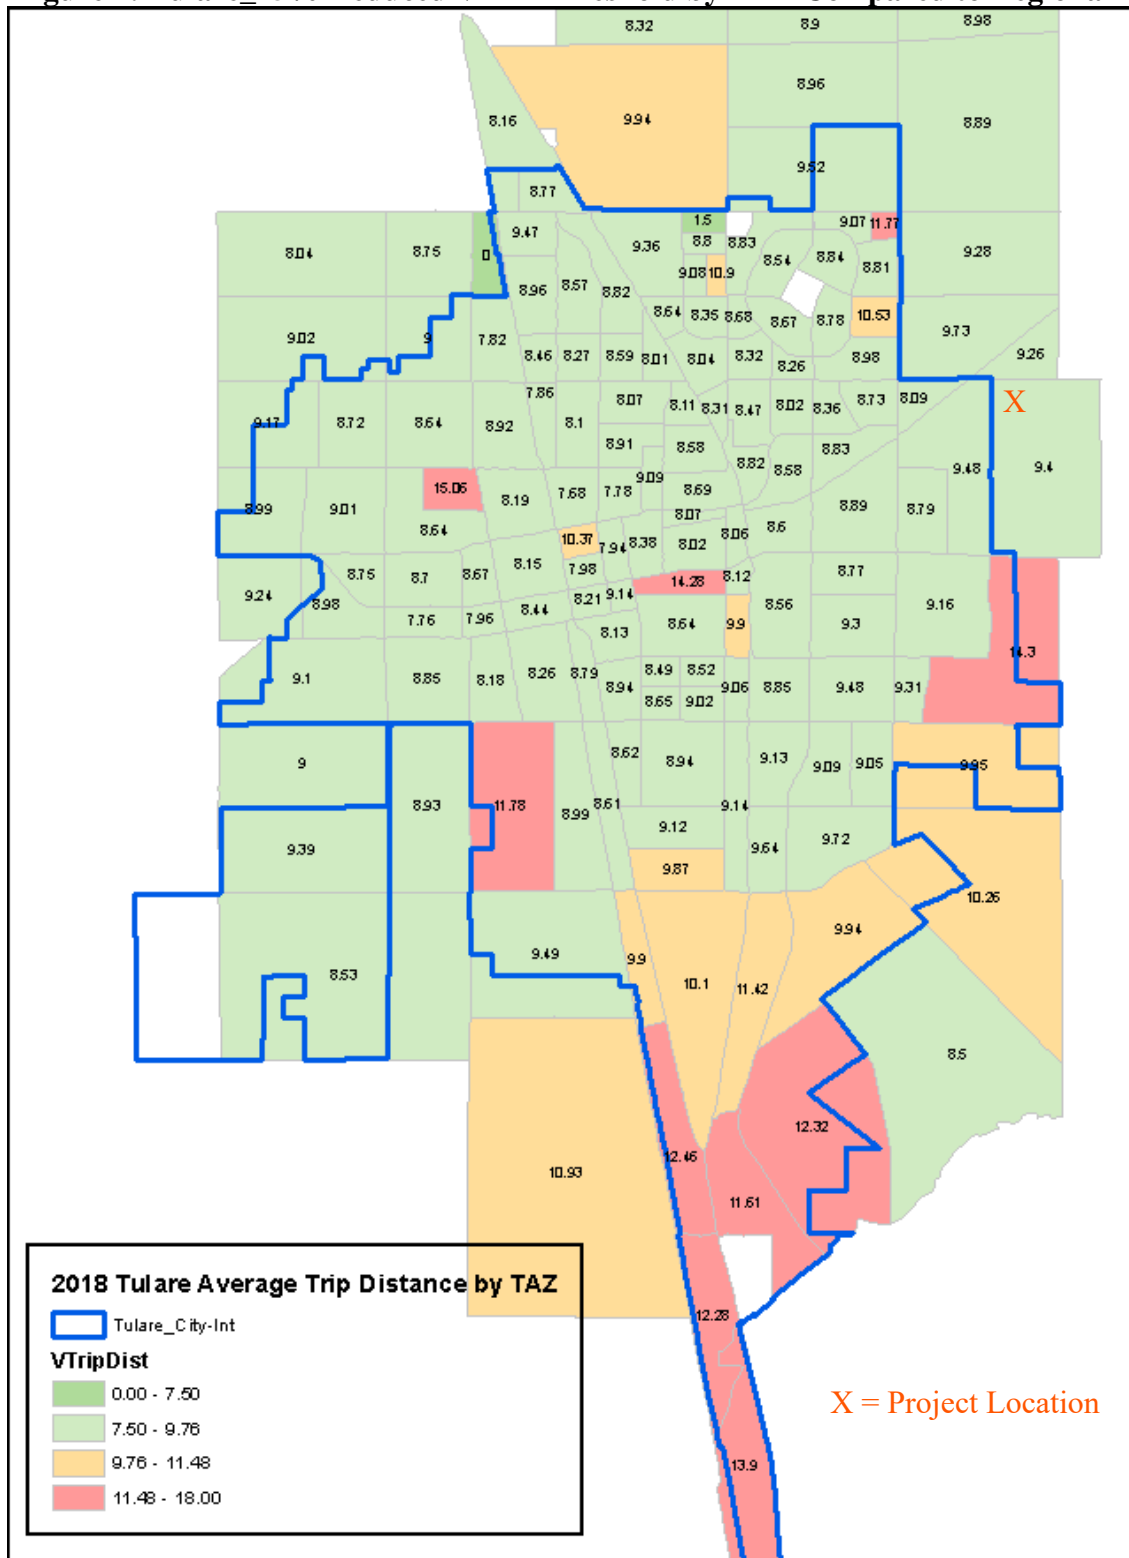 8.32 8.9 8.98
8.96
9.94 8.89
8.16
9.52
8.77
1.5 9.07 11.77
9.47 9.36 8.8 8.83
8.04 8.75 0 8.54 8.84 8.81 9.28
9.08 10.9
8.96 8.57 8.82
8.64 8.35 8.68 8.67 8.78 10.53
9.02 9 7.82 9.73
8.46 8.27 8.59 8.01 8.04 8.32 8.26 8.98 9.26
7.86
8.07 8.11 8.31 8.47 8.02 8.36 8.73 8.09
X
9.17 8.72 8.64 8.92 8.1
8.91 8.58 8.83
8.82 8.58 9.48 9.4
15.06 8.19 7.68 7.78 9.09 8.69
8.99 9.01 8.07 8.89 8.79
8.64 10.37 7.94 8.38 8.02 8.06 8.6
8.15 7.98
8.75 8.7 8.67 14.28 8.12 8.77
9.24 8.98 8.21 9.14 8.56 9.16
7.76 7.96 8.44 8.13 8.64 9.9 9.3
14.3
9.1 8.85 8.18 8.26 8.79 8.49 8.52
8.94 9.06 8.85 9.48 9.31
8.65 9.02
9 8.62 8.94 9.13 9.09 9.05 9.95
8.93 11.78 8.99 8.61 9.14
9.12
9.39 9.64 9.72
9.87
10.26
9.94
8.53 9.49 9.9
10.1 11.42
8.5
12.32
12.46
10.93
11.61
2018 Tulare Average Trip Distance by TAZ
12.28
Tulare_City-Int
VTripDist
0.00 - 7.50
7.50 - 9.76
X = Project Location
9.76 - 11.48
13.9
11.48 - 18.00